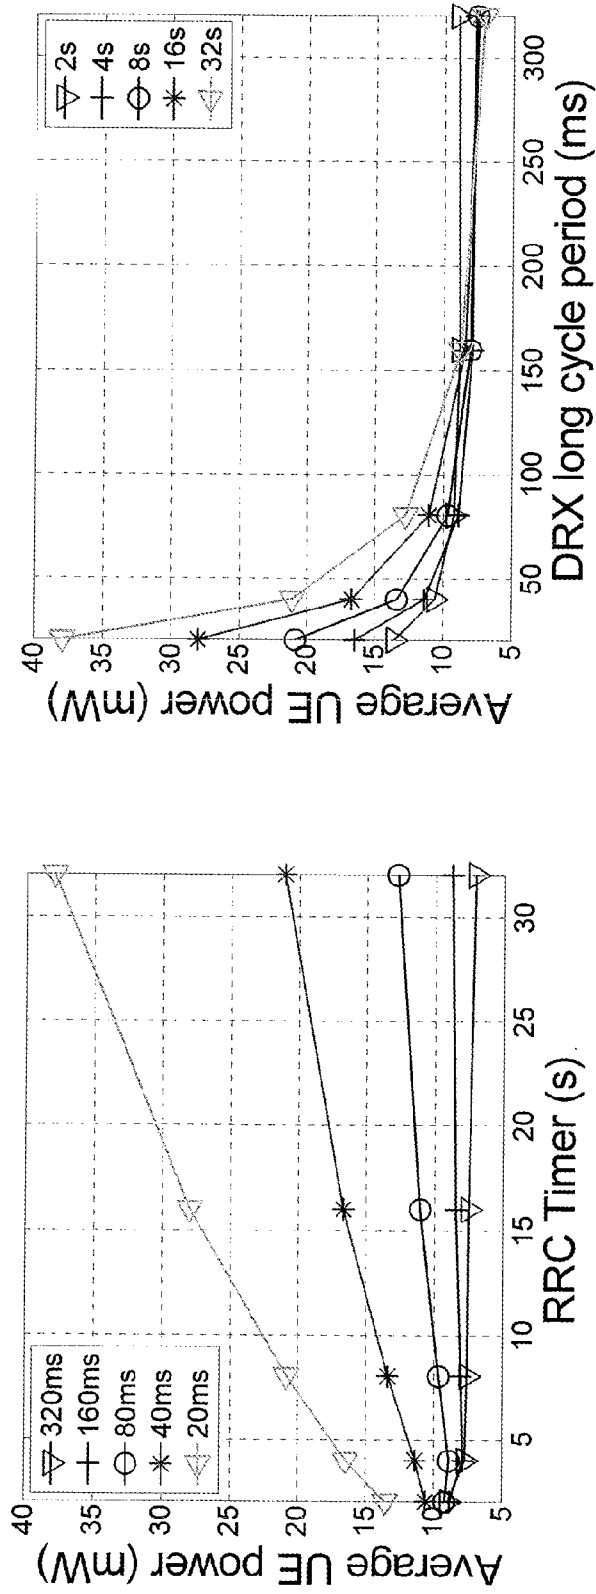 Average UE power (mW)
40
35
30
25
20
15
10
5
5
10
15
20
25
30
RRC Timer (s)
320ms
160ms
80ms
40ms
20ms
Average UE power (mW)
40
35
30
25
20
15
10
5
50
100
150
200
250
300
DRX long cycle period (ms)
2s
4s
8s
16s
32s